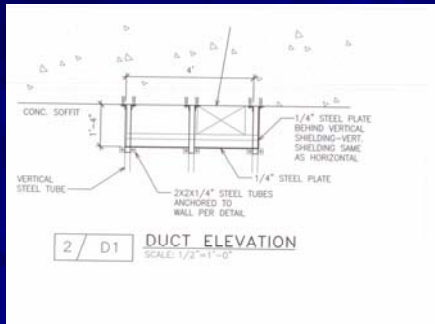 4'
CONC. SOFFIT
1'-4"
1/4" STEEL PLATE
BEHIND VERTICAL
SHIELDING-VERT.
SHIELDING SAME
AS HORIZONTAL
VERTICAL
STEEL TUBE
1/4" STEEL PLATE
2X2X1/4" STEEL TUBES
ANCHORED TO
WALL PER DETAIL
2/ D1
DUCT ELEVATION
SCALE: 1/2"=1'-0"